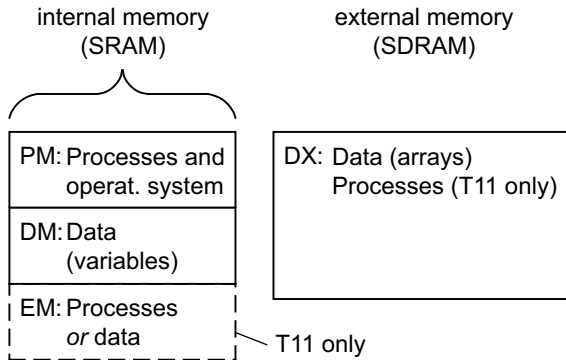 internal memory
(SRAM)
external memory
(SDRAM)
PM: Processes and
operat. system
DM: Data
(variables)
EM: Processes
or data
DX: Data (arrays)
Processes (T11 only)
T11 only